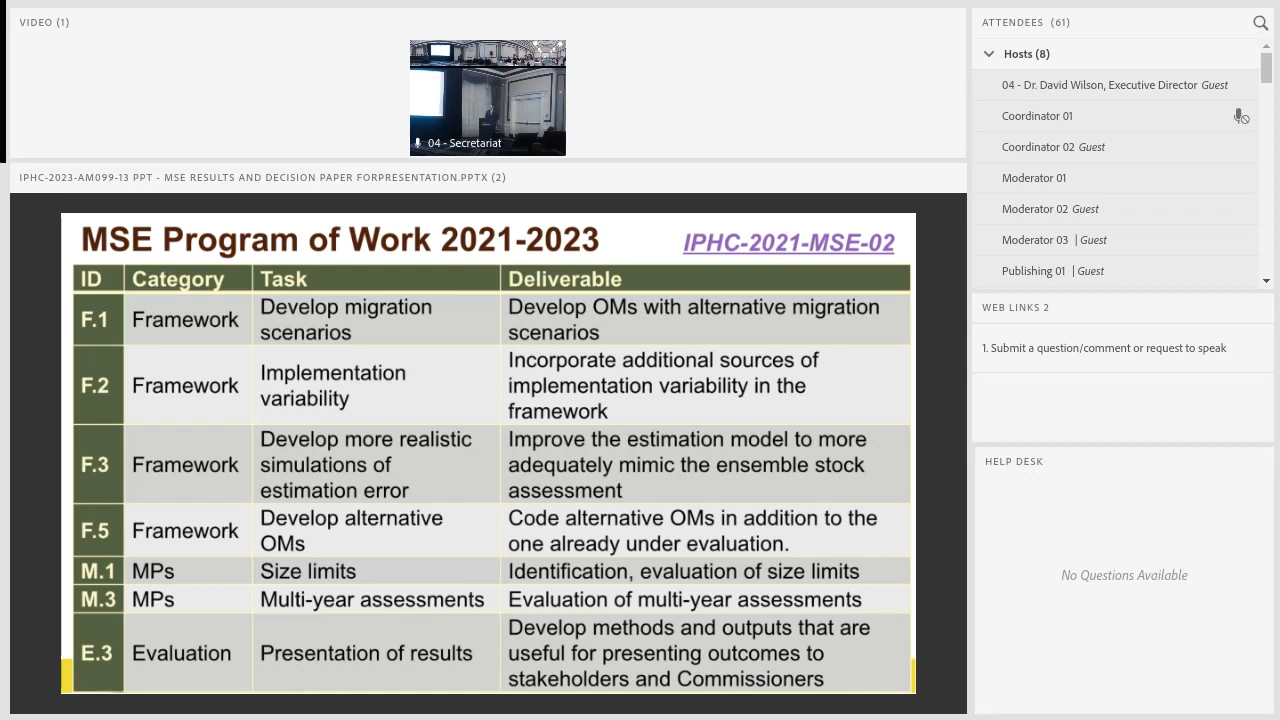 VIDEO (1)
04 - Secretariat
IPHC-2023-AM099-13 PPT - MSE RESULTS AND DECISION PAPER FORPRESENTATION.PPTX (2)
MSE Program of Work 2021-2023
IPHC-2021-MSE-02
ID Category Task Deliverable
F.1 Framework Develop migration scenarios Develop OMs with alternative migration scenarios
F.2 Framework Implementation variability Incorporate additional sources of implementation variability in the framework
F.3 Framework Develop more realistic simulations of estimation error Improve the estimation model to more adequately mimic the ensemble stock assessment
F.5 Framework Develop alternative OMs Code alternative OMs in addition to the one already under evaluation.
M.1 MPs Size limits Identification, evaluation of size limits
M.3 MPs Multi-year assessments Evaluation of multi-year assessments
E.3 Evaluation Presentation of results Develop methods and outputs that are useful for presenting outcomes to stakeholders and Commissioners
ATTENDEES (61)
Hosts (8)
04 - Dr. David Wilson, Executive Director Guest
Coordinator 01
Coordinator 02 Guest
Moderator 01
Moderator 02 Guest
Moderator 03 | Guest
Publishing 01 | Guest
WEB LINKS 2
1. Submit a question/comment or request to speak
HELP DESK
No Questions Available